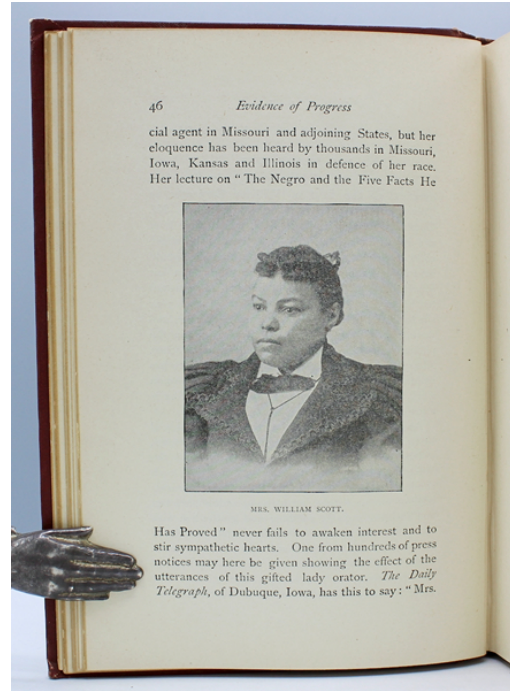 46 Evidence of Progress
cial agent in Missouri and adjoining States, but her
eloquence has been heard by thousands in Missouri,
Iowa, Kansas and Illinois in defence of her race.
Her lecture on “ The Negro and the Five Facts He
MRS. WILLIAM SCOTT.
Has Proved ” never fails to awaken interest and to
stir sympathetic hearts. One from hundreds of press
notices may here be given showing the effect of the
utterances of this gifted lady orator. The Daily
Telegraph, of Dubuque, Iowa, has this to say: “ Mrs.